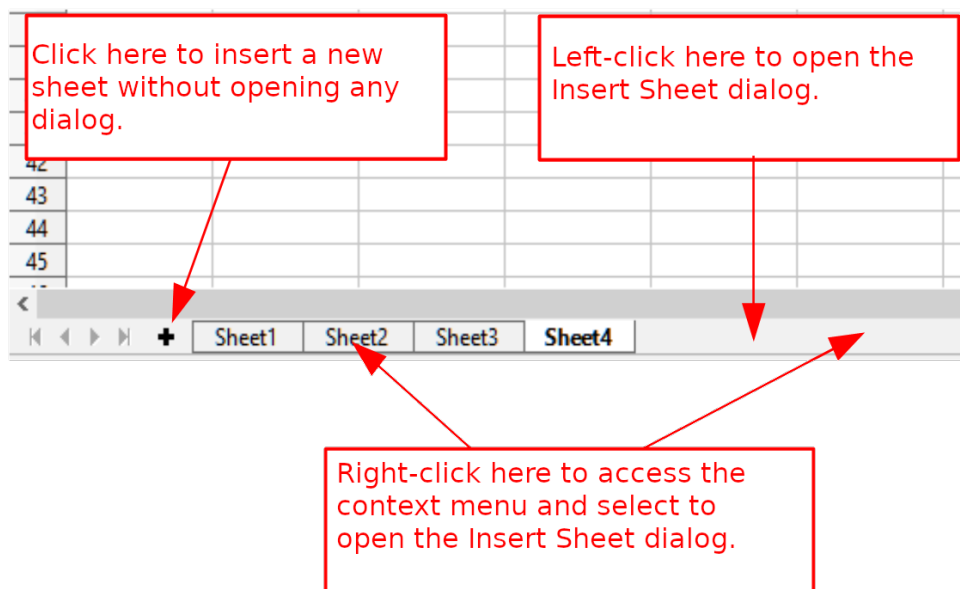 Click here to insert a new
sheet without opening any
dialog.
Left-click here to open the
Insert Sheet dialog.
42
43
44
45
Sheet1 Sheet2 Sheet3 Sheet4
Right-click here to access the
context menu and select to
open the Insert Sheet dialog.